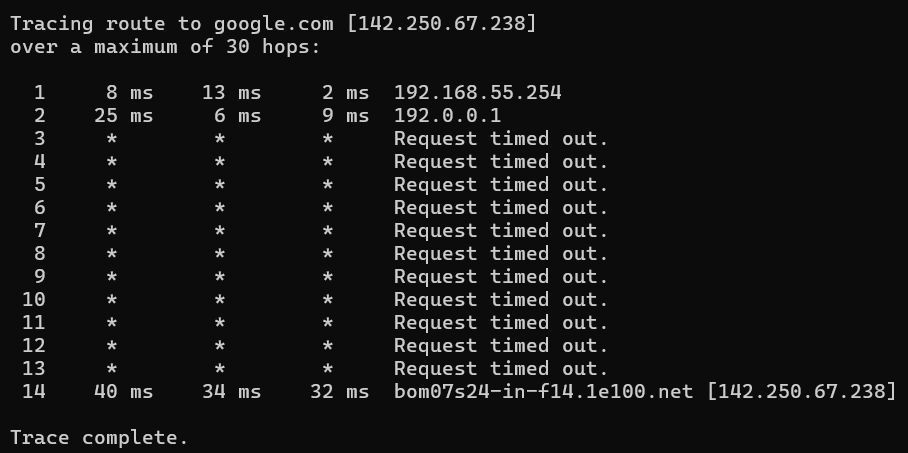 Tracing route to google.com [142.250.67.238]
over a maximum of 30 hops:
1 8 ms 13 ms 2 ms 192.168.55.254
2 25 ms 6 ms 9 ms 192.0.0.1
3 * * * Request timed out.
4 * * * Request timed out.
5 * * * Request timed out.
6 * * * Request timed out.
7 * * * Request timed out.
8 * * * Request timed out.
9 * * * Request timed out.
10 * * * Request timed out.
11 * * * Request timed out.
12 * * * Request timed out.
13 * * * Request timed out.
14 40 ms 34 ms 32 ms bom07s24-in-f14.1e100.net [142.250.67.238]
Trace complete.